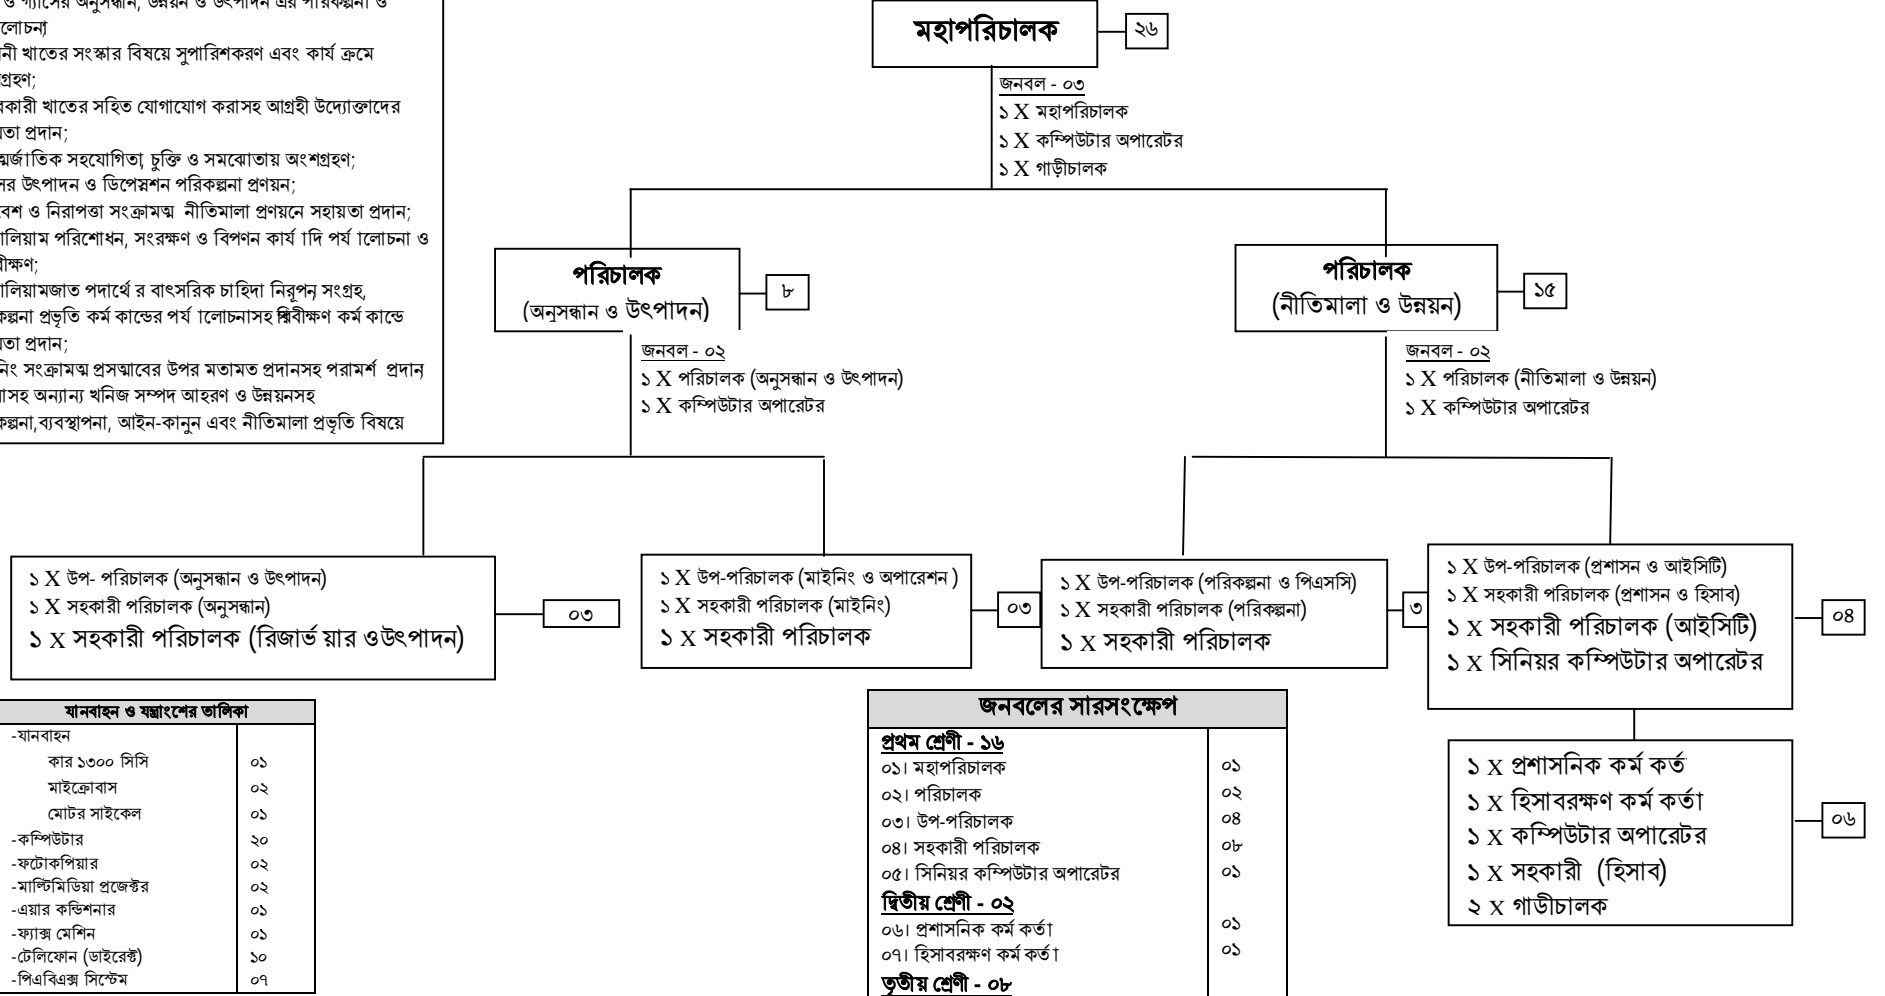 ও গ্যাসের অনুসন্ধান, উন্নয়ন ও উৎপাদন এর পরিকল্পনা ও
লোচনা
নী খাতের সংস্কার বিষয়ে সুপারিশকরণ এবং কার্য ক্রমে
গ্রহণ;
কারী খাতের সহিত যোগাযোগ করাসহ আগ্রহী উদ্যোক্তাদের
তা প্রদান;
র্জাতিক সহযোগিতা, চুক্তি ও সমঝোতায় অংশগ্রহণ;
সের উৎপাদন ও ডিপেস্নশন পরিকল্পনা প্রণয়ন;
বেশ ও নিরাপত্তা সংক্রামত্ম নীতিমালা প্রণয়নে সহায়তা প্রদান;
ালিয়াম পরিশোধন, সংরক্ষণ ও বিপণন কার্য াদি পর্য ালোচনা ও
বীক্ষণ;
ালিয়ামজাত পদার্থে র বাৎসরিক চাহিদা নিরূপন, সংগ্রহ,
কল্পনা প্রভৃতি কর্ম কান্ডের পর্য ালোচনাসহ বীক্ষণ কর্ম কান্ডে
তা প্রদান;
নিং সংক্রামত্ম প্রসত্মাবের উপর মতামত প্রদানসহ পরামর্শ প্রদান,
াসহ অন্যান্য খনিজ সম্পদ আহরণ ও উন্নয়নসহ
কল্পনা,ব্যবস্থাপনা, আইন-কানুন এবং নীতিমালা প্রভৃতি বিষয়ে
মহাপরিচালক
২৬
জনবল - ০৩
১ X মহাপরিচালক
১ X কম্পিউটার অপারেটর
১ X গাড়ীচালক
পরিচালক
(অনুসন্ধান ও উৎপাদন)
৮
জনবল - ০২
১ X পরিচালক (অনুসন্ধান ও উৎপাদন)
১ X কম্পিউটার অপারেটর
পরিচালক
(নীতিমালা ও উন্নয়ন)
১৫
জনবল - ০২
১ X পরিচালক (নীতিমালা ও উন্নয়ন)
১ X কম্পিউটার অপারেটর
১ X উপ- পরিচালক (অনুসন্ধান ও উৎপাদন)
১ X সহকারী পরিচালক (অনুসন্ধান)
১ X সহকারী পরিচালক (রিজার্ভ য়ার ওউৎপাদন)
০৩
১ X উপ-পরিচালক (মাইনিং ও অপারেশন )
১ X সহকারী পরিচালক (মাইনিং)
১ X সহকারী পরিচালক
০৩
১ X উপ-পরিচালক (পরিকল্পনা ও পিএসসি)
১ X সহকারী পরিচালক (পরিকল্পনা)
১ X সহকারী পরিচালক
৩
১ X উপ-পরিচালক (প্রশাসন ও আইসিটি)
১ X সহকারী পরিচালক (প্রশাসন ও হিসাব)
১ X সহকারী পরিচালক (আইসিটি)
১ X সিনিয়র কম্পিউটার অপারেটর
০৪
১ X প্রশাসনিক কর্ম কর্ত
১ X হিসাবরক্ষণ কর্ম কর্তা
১ X কম্পিউটার অপারেটর
১ X সহকারী (হিসাব)
২ X গাড়ীচালক
০৬
যানবাহন ও যন্ত্রাংশের তালিকা
-যানবাহন
কার ১৩০০ সিসি ০১
মাইক্রোবাস ০২
মোটর সাইকেল ০১
-কম্পিউটার ২০
-ফটোকপিয়ার ০২
-মাল্টিমিডিয়া প্রজেক্টর ০২
-এয়ার কন্ডিশনার ০১
-ফ্যাক্স মেশিন ০১
-টেলিফোন (ডাইরেক্ট) ১০
-পিএবিএক্স সিস্টেম ০৭
জনবলের সারসংক্ষেপ
প্রথম শ্রেণী - ১৬
০১। মহাপরিচালক ০১
০২। পরিচালক ০২
০৩। উপ-পরিচালক ০৪
০৪। সহকারী পরিচালক ০৮
০৫। সিনিয়র কম্পিউটার অপারেটর ০১
দ্বিতীয় শ্রেণী - ০২
০৬। প্রশাসনিক কর্ম কর্তা ০১
০৭। হিসাবরক্ষণ কর্ম কর্তা ০১
তৃতীয় শ্রেণী - ০৮